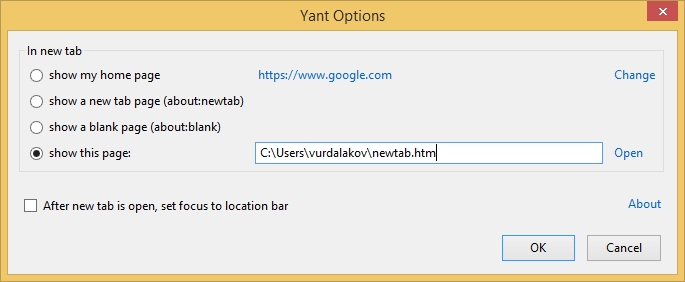 Yant Options
In new tab
show my home page https://www.google.com Change
show a new tab page (about:newtab)
show a blank page (about:blank)
show this page: C:\Users\vurdalakov\newtab.htm Open
After new tab is open, set focus to location bar About
OK Cancel